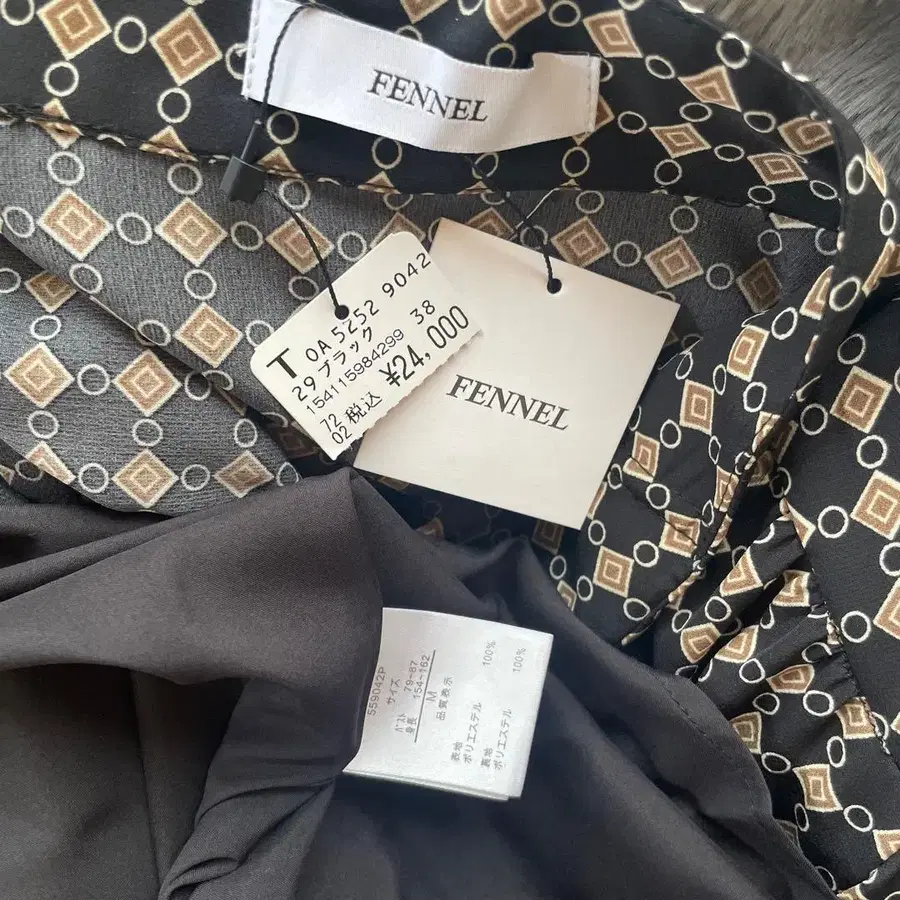 FENNEL
T OA 5252 9042
29 ブラック 38
154115984299
72
02 税込 ¥24,000
FENNEL
559042P
サイズ
バスト 79~87
身長 154~162
M
品質表示
表地
ポリエステル 100%
裏地
ポリエステル 100%